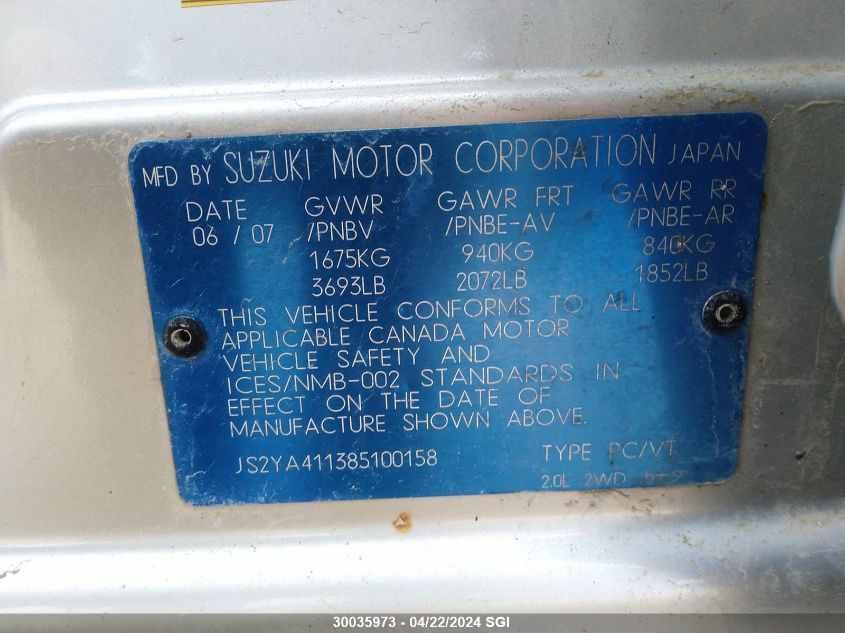 MFD BY SUZUKI MOTOR CORPORATION JAPAN
DATE GVWR GAWR FRT GAWR RR
06 / 07 /PNBV /PNBE-AV /PNBE-AR
1675KG 940KG 840KG
3693LB 2072LB 1852LB
THIS VEHICLE CONFORMS TO ALL
APPLICABLE CANADA MOTOR
VEHICLE SAFETY AND
ICES/NMB-002 STANDARDS IN
EFFECT ON THE DATE OF
MANUFACTURE SHOWN ABOVE.
JS2YA411385100158 TYPE PC/VT
2.0L 2WD
30035973 - 04/22/2024 SGI